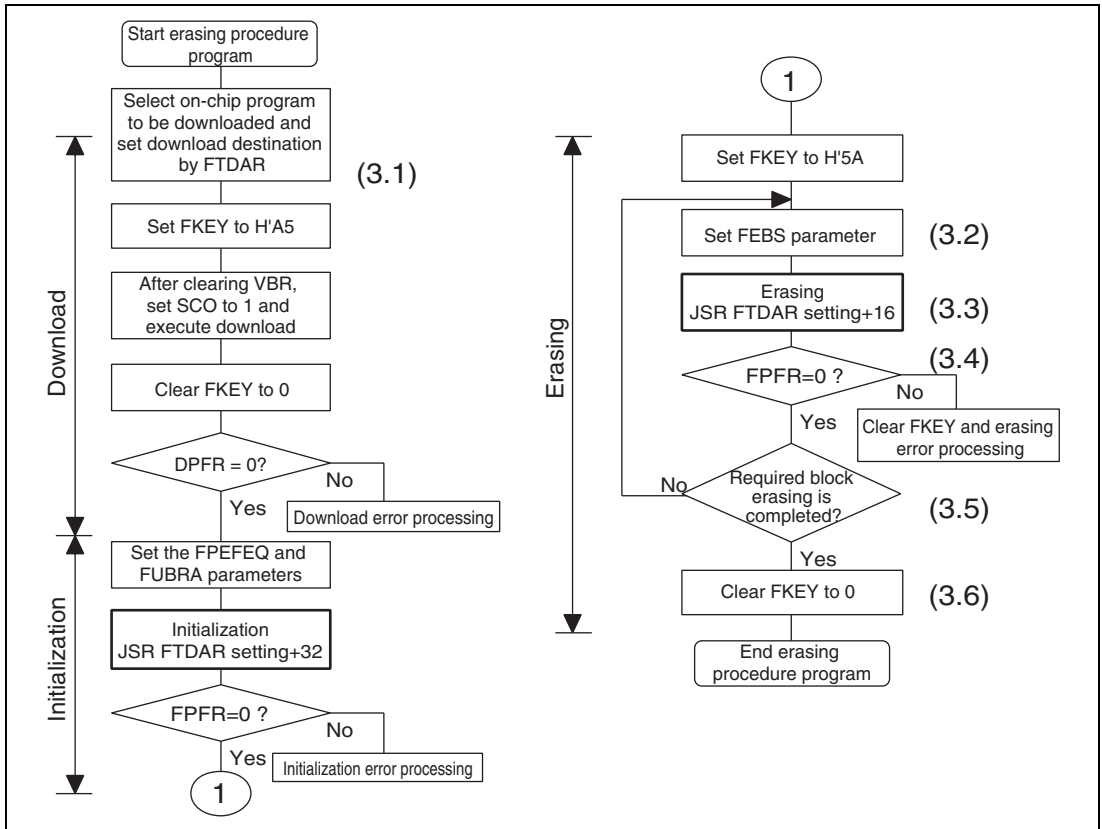 Start erasing procedure
program
Select on-chip program
to be downloaded and
set download destination
by FTDAR
(3.1)
Set FKEY to H'A5
After clearing VBR,
set SCO to 1 and
execute download
Clear FKEY to 0
DPFR = 0?
No
Yes
Download error processing
Download
Set the FPEFEQ and
FUBRA parameters
Initialization
JSR FTDAR setting+32
FPFR=0 ?
No
Yes
Initialization error processing
Initialization
1
1
Set FKEY to H'5A
Set FEBS parameter
(3.2)
Erasing
JSR FTDAR setting+16
(3.3)
(3.4)
FPFR=0 ?
No
Yes
Clear FKEY and erasing
error processing
Erasing
No
Required block
erasing is
completed?
(3.5)
Yes
Clear FKEY to 0
(3.6)
End erasing
procedure program